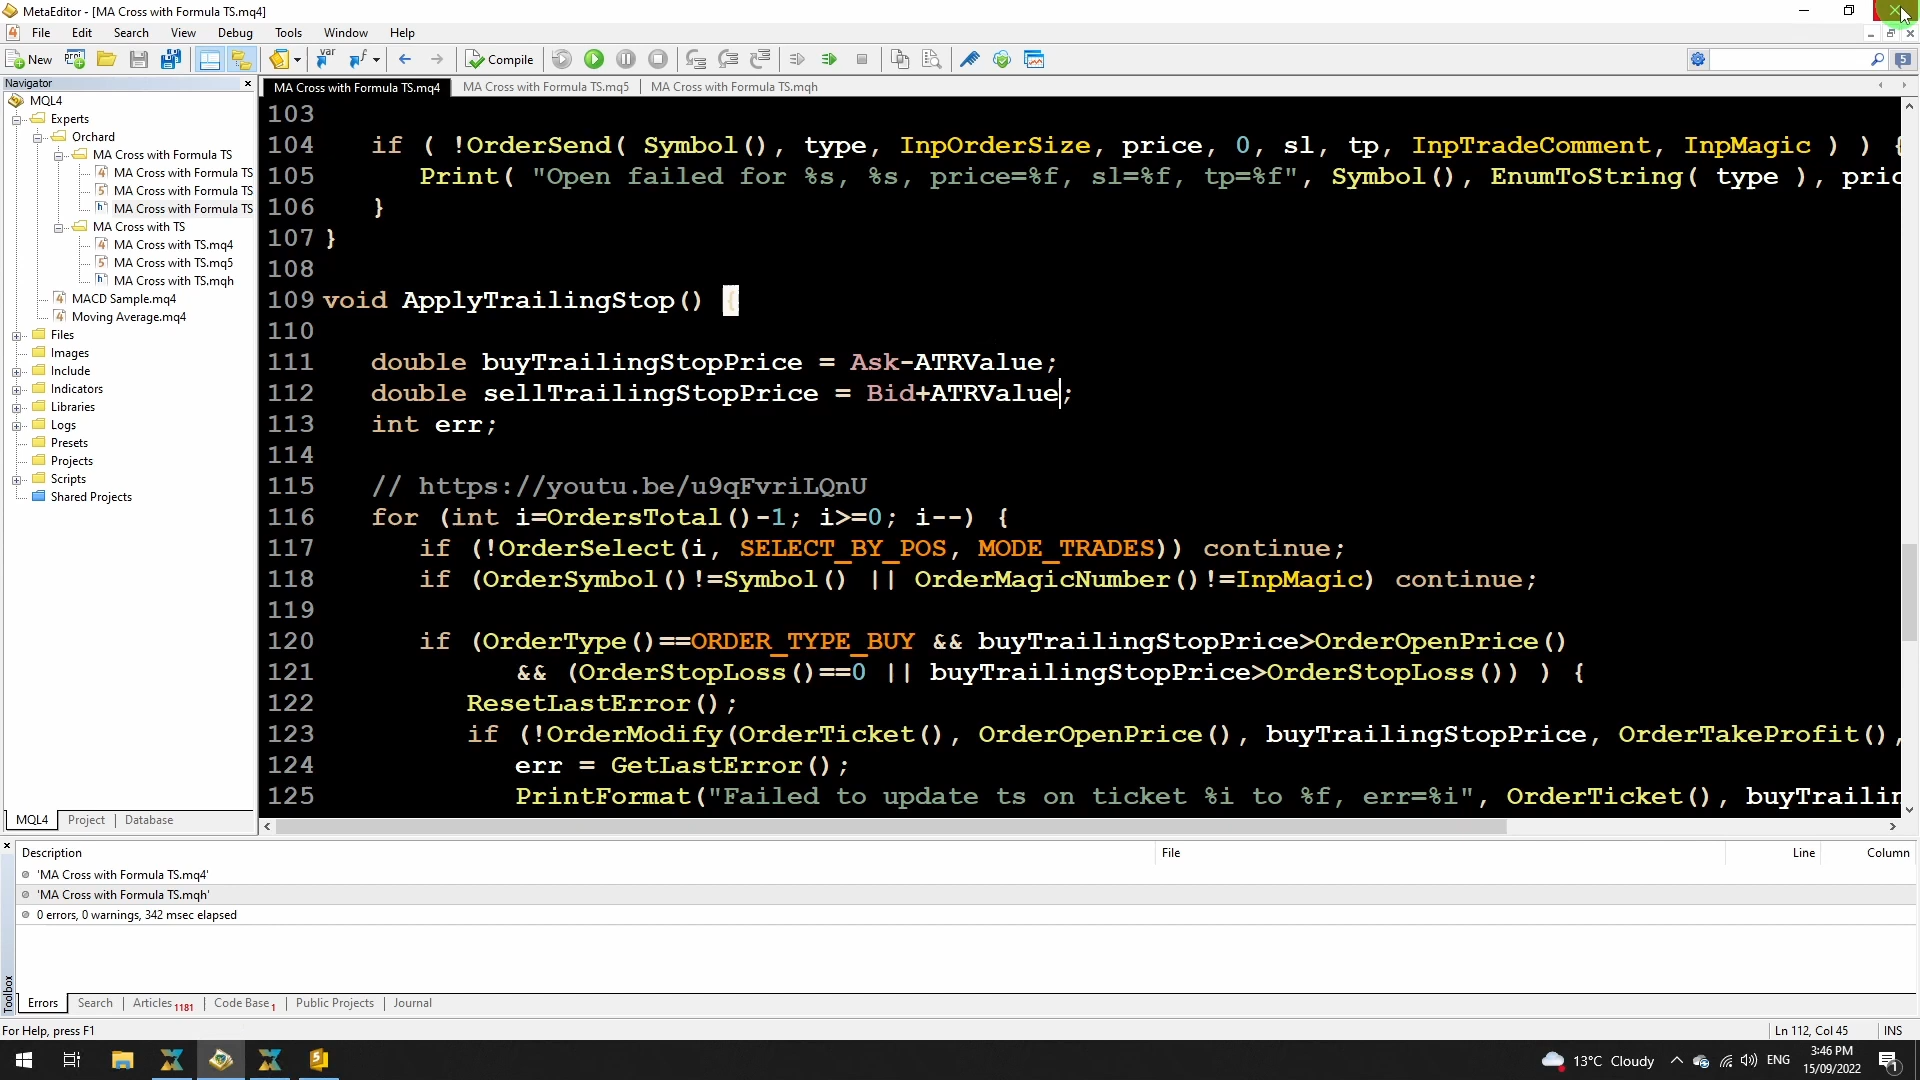 MetaEditor - [MA Cross with Formula TS.mq4]
File Edit Search View Debug Tools Window Help
New Compile
Navigator
MQL4
Experts
Orchard
MA Cross with Formula TS
MA Cross with Formula TS
MA Cross with Formula TS
MA Cross with Formula TS
MA Cross with TS
MA Cross with TS.mq4
MA Cross with TS.mq5
MA Cross with TS.mqh
MACD Sample.mq4
Moving Average.mq4
Files
Images
Include
Indicators
Libraries
Logs
Presets
Projects
Scripts
Shared Projects
MQL4 Project Database
MA Cross with Formula TS.mq4 MA Cross with Formula TS.mq5 MA Cross with Formula TS.mqh
103
104 if ( !OrderSend( Symbol(), type, InpOrderSize, price, 0, sl, tp, InpTradeComment, InpMagic ) ) {
105 Print( "Open failed for %s, %s, price=%f, sl=%f, tp=%f", Symbol(), EnumToString( type ), pric
106 }
107 }
108
109 void ApplyTrailingStop() {
110
111 double buyTrailingStopPrice = Ask-ATRValue;
112 double sellTrailingStopPrice = Bid+ATRValue;
113 int err;
114
115 // https://youtu.be/u9qFvriLQnU
116 for (int i=OrdersTotal()-1; i>=0; i--) {
117 if (!OrderSelect(i, SELECT_BY_POS, MODE_TRADES)) continue;
118 if (OrderSymbol()!=Symbol() || OrderMagicNumber()!=InpMagic) continue;
119
120 if (OrderType()==ORDER_TYPE_BUY && buyTrailingStopPrice>OrderOpenPrice()
121 && (OrderStopLoss()==0 || buyTrailingStopPrice>OrderStopLoss()) ) {
122 ResetLastError();
123 if (!OrderModify(OrderTicket(), OrderOpenPrice(), buyTrailingStopPrice, OrderTakeProfit(),
124 err = GetLastError();
125 PrintFormat("Failed to update ts on ticket %i to %f, err=%i", OrderTicket(), buyTrailin
Description File Line Column
'MA Cross with Formula TS.mq4'
'MA Cross with Formula TS.mqh'
0 errors, 0 warnings, 342 msec elapsed
Toolbox
Errors Search Articles 1181 Code Base 1 Public Projects Journal
For Help, press F1 Ln 112, Col 45 INS
13°C Cloudy ENG 3:46 PM
15/09/2022